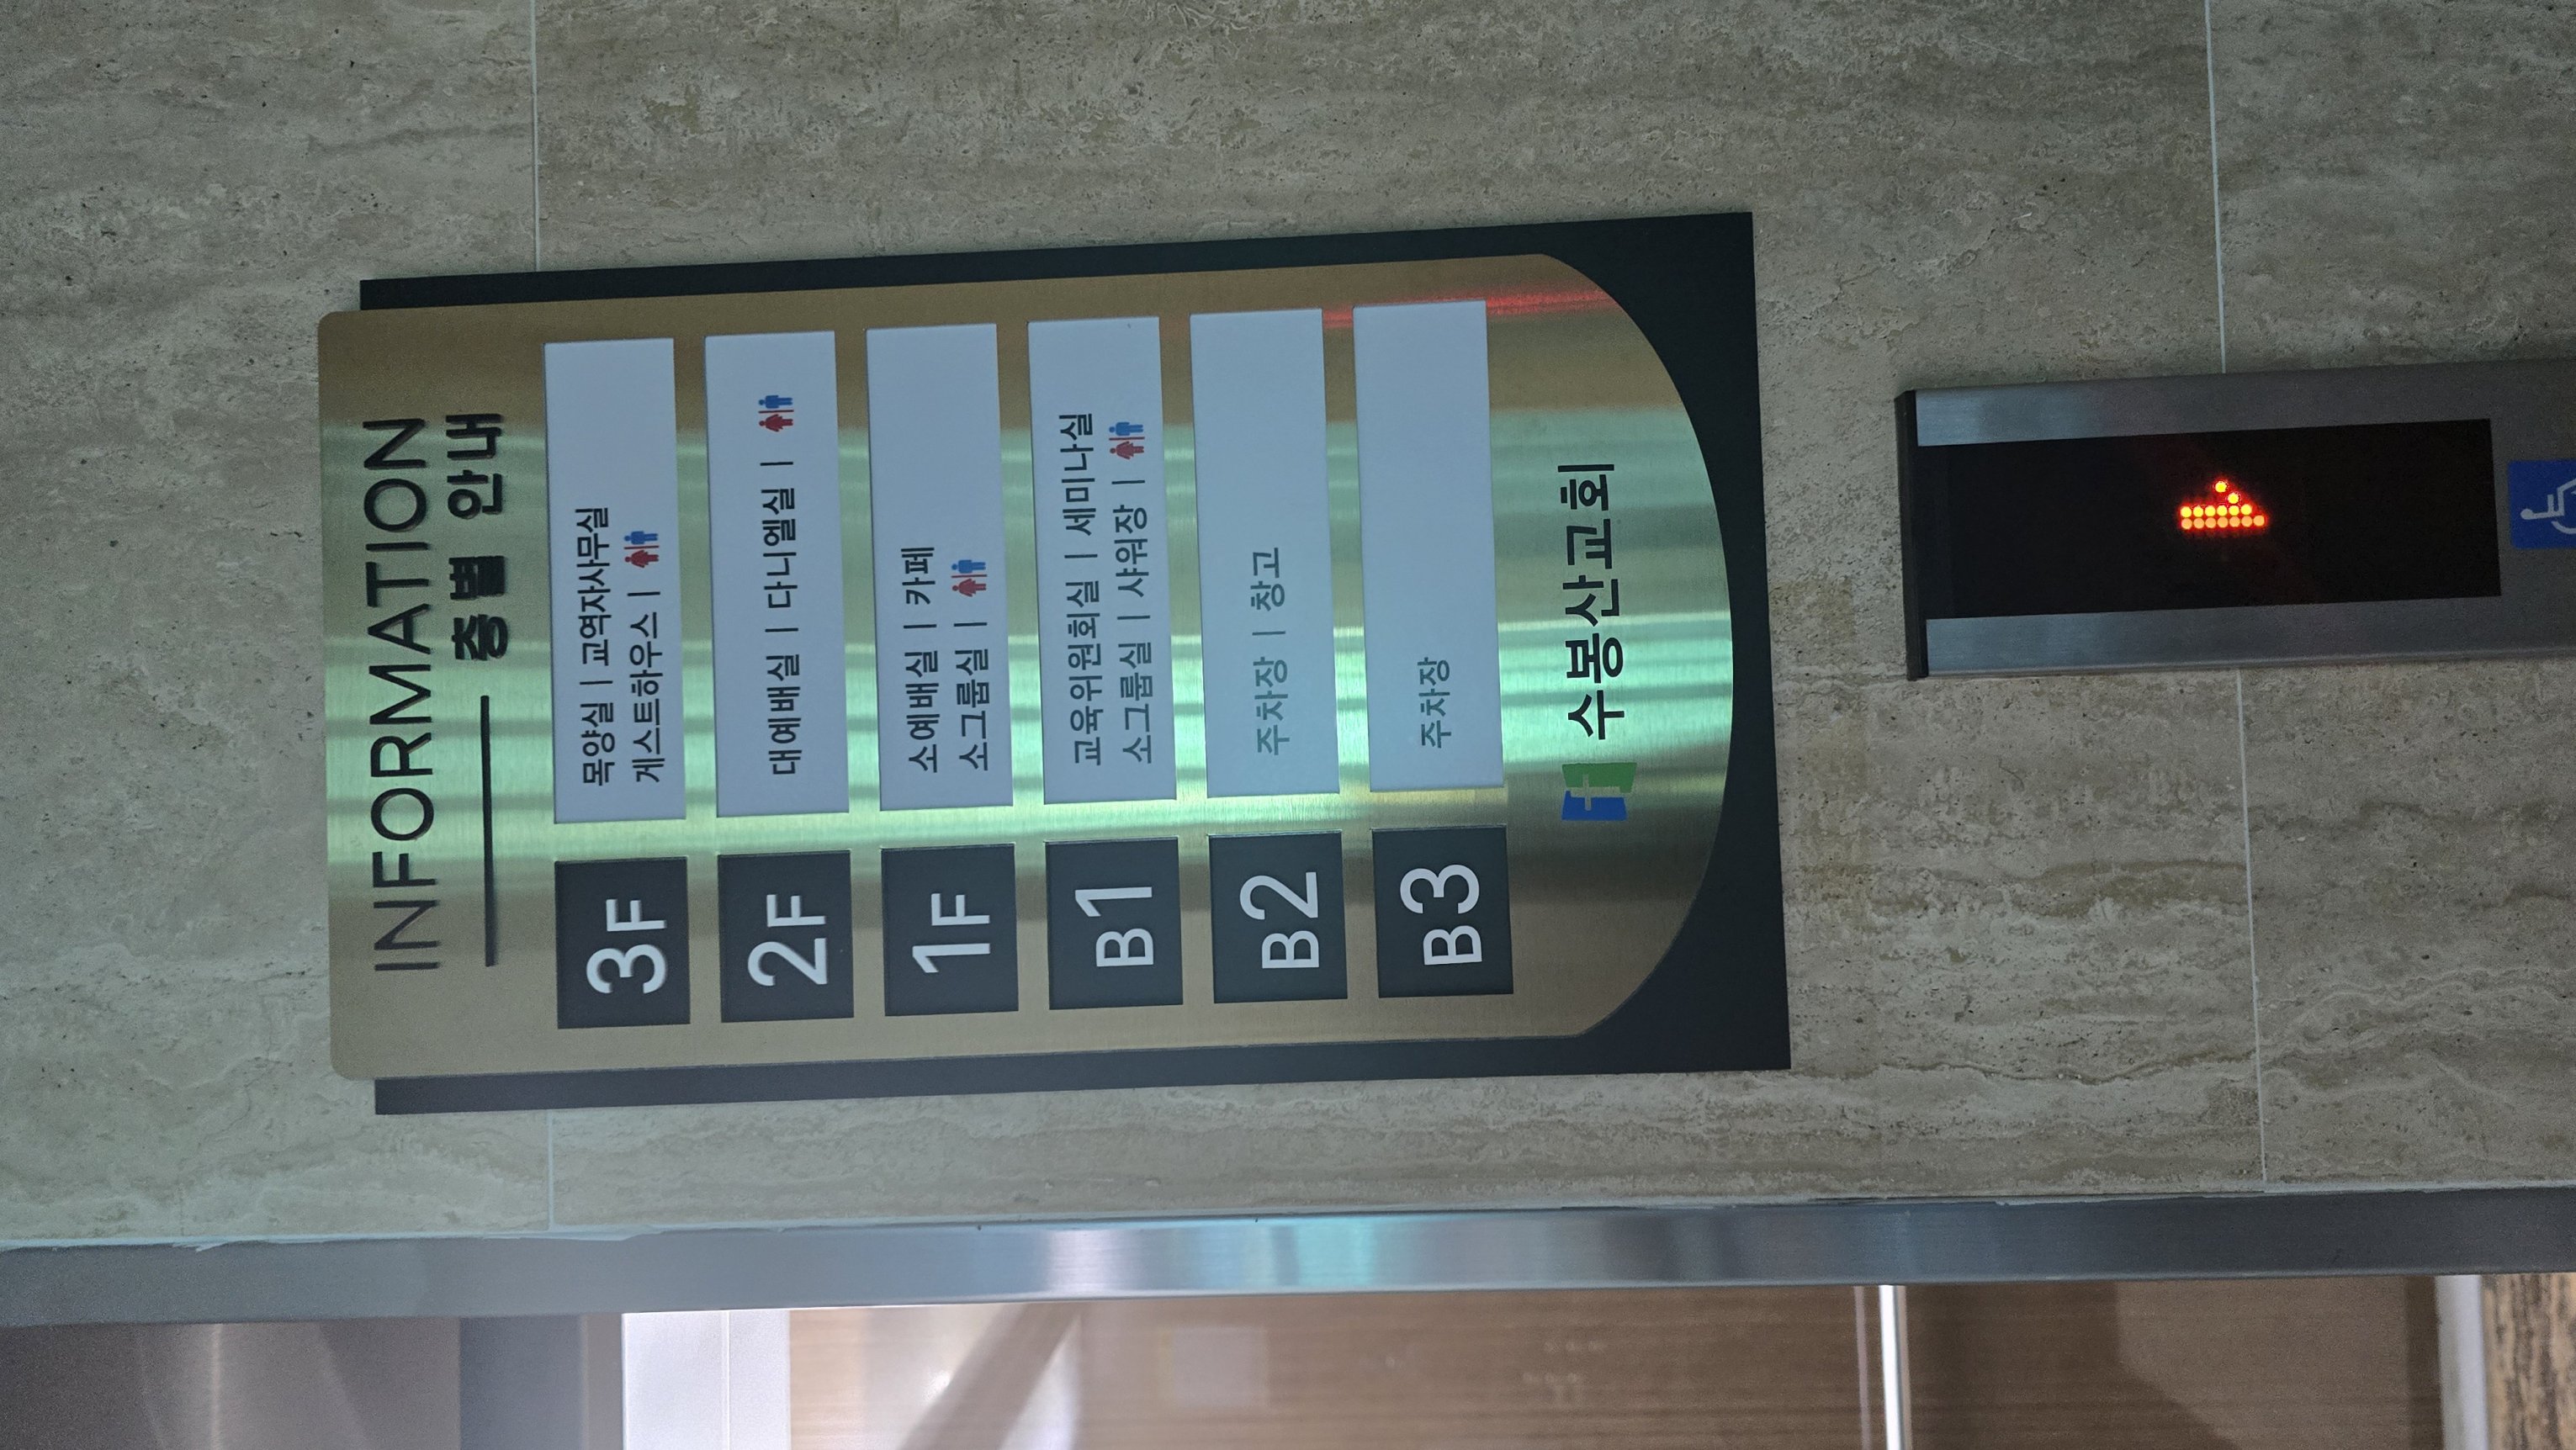 INFORMATION
층별 안내
3F
목양실 | 교역자사무실
게스트하우스 |
2F
대예배실 | 다니엘실 |
1F
소예배실 | 카페
소그룹실 |
B1
교육위원회실 | 세미나실
소그룹실 | 샤워장 |
B2
주차장 | 창고
B3
주차장
수봉산교회